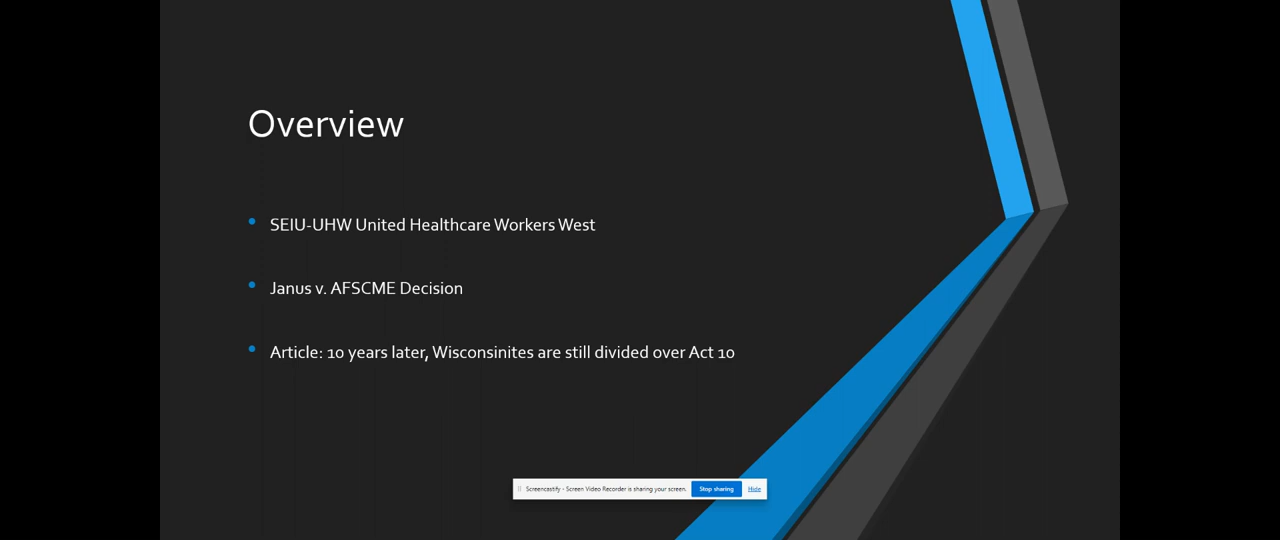 Overview
SEIU-UHW United Healthcare Workers West
Janus v. AFSCME Decision
Article: 10 years later, Wisconsinites are still divided over Act 10
Screencastify - Screen Video Recorder is sharing your screen. Stop sharing Hide